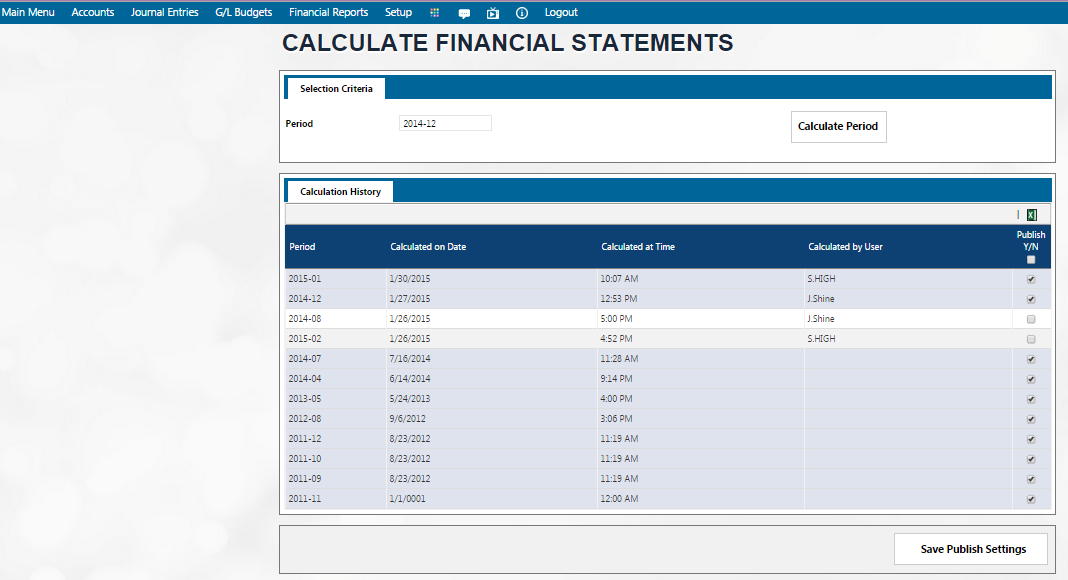 Main Menu Accounts Journal Entries G/L Budgets Financial Reports Setup Logout
CALCULATE FINANCIAL STATEMENTS
Selection Criteria
Period 2014-12 Calculate Period
Calculation History
Period Calculated on Date Calculated at Time Calculated by User Publish Y/N
2015-01 1/30/2015 10:07 AM S.HIGH
2014-12 1/27/2015 12:53 PM J.Shine
2014-08 1/26/2015 5:00 PM J.Shine
2015-02 1/26/2015 4:52 PM S.HIGH
2014-07 7/16/2014 11:28 AM
2014-04 6/14/2014 9:14 PM
2013-05 5/24/2013 4:00 PM
2012-08 9/6/2012 3:06 PM
2011-12 8/23/2012 11:19 AM
2011-10 8/23/2012 11:19 AM
2011-09 8/23/2012 11:19 AM
2011-11 1/1/0001 12:00 AM
Save Publish Settings